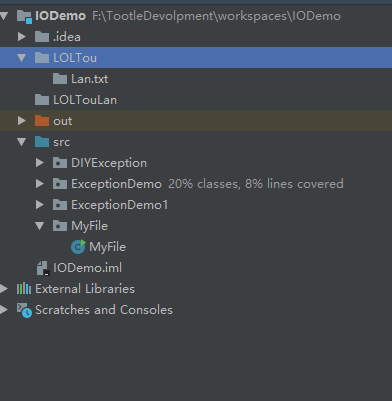 IODemo F:\TootleDevolpment\workspaces\IODemo
.idea
LOLTou
Lan.txt
LOLTouLan
out
src
DIYException
ExceptionDemo 20% classes, 8% lines covered
ExceptionDemo1
MyFile
MyFile
IODemo.iml
External Libraries
Scratches and Consoles